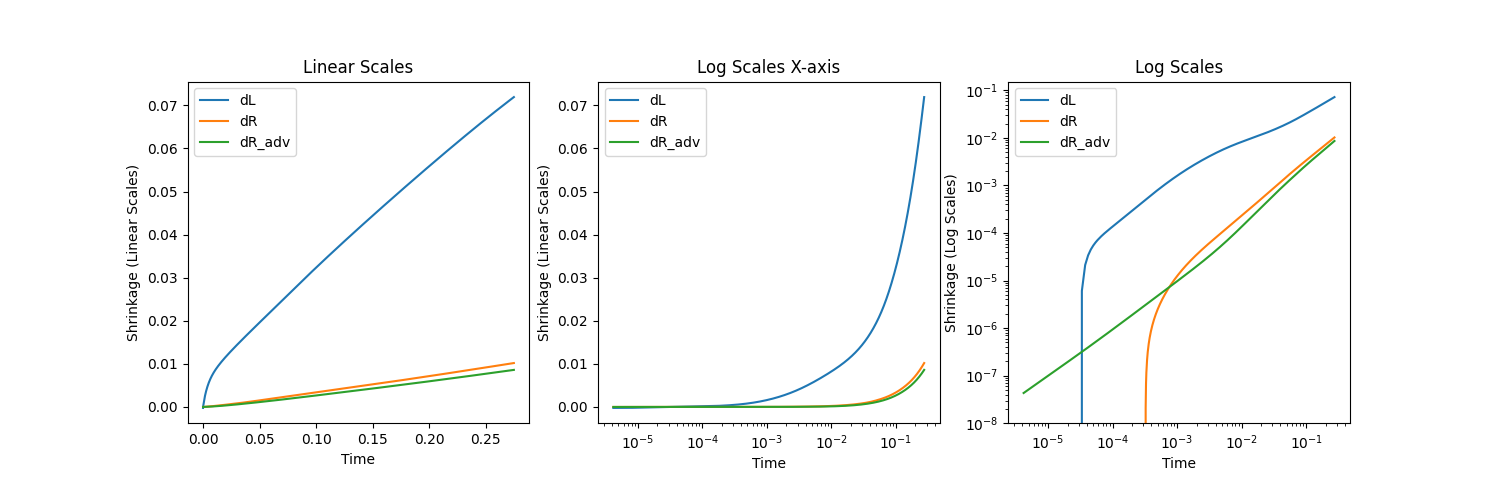 Linear Scales
Shrinkage (Linear Scales)
0.07
0.06
0.05
0.04
0.03
0.02
0.01
0.00
dL
dR
dR_adv
0.00 0.05 0.10 0.15 0.20 0.25
Time
Log Scales X-axis
Shrinkage (Linear Scales)
0.07
0.06
0.05
0.04
0.03
0.02
0.01
0.00
dL
dR
dR_adv
10⁻⁵ 10⁻⁴ 10⁻³ 10⁻² 10⁻¹
Time
Log Scales
Shrinkage (Log Scales)
10⁻¹
10⁻²
10⁻³
10⁻⁴
10⁻⁵
10⁻⁶
10⁻⁷
10⁻⁸
dL
dR
dR_adv
10⁻⁵ 10⁻⁴ 10⁻³ 10⁻² 10⁻¹
Time